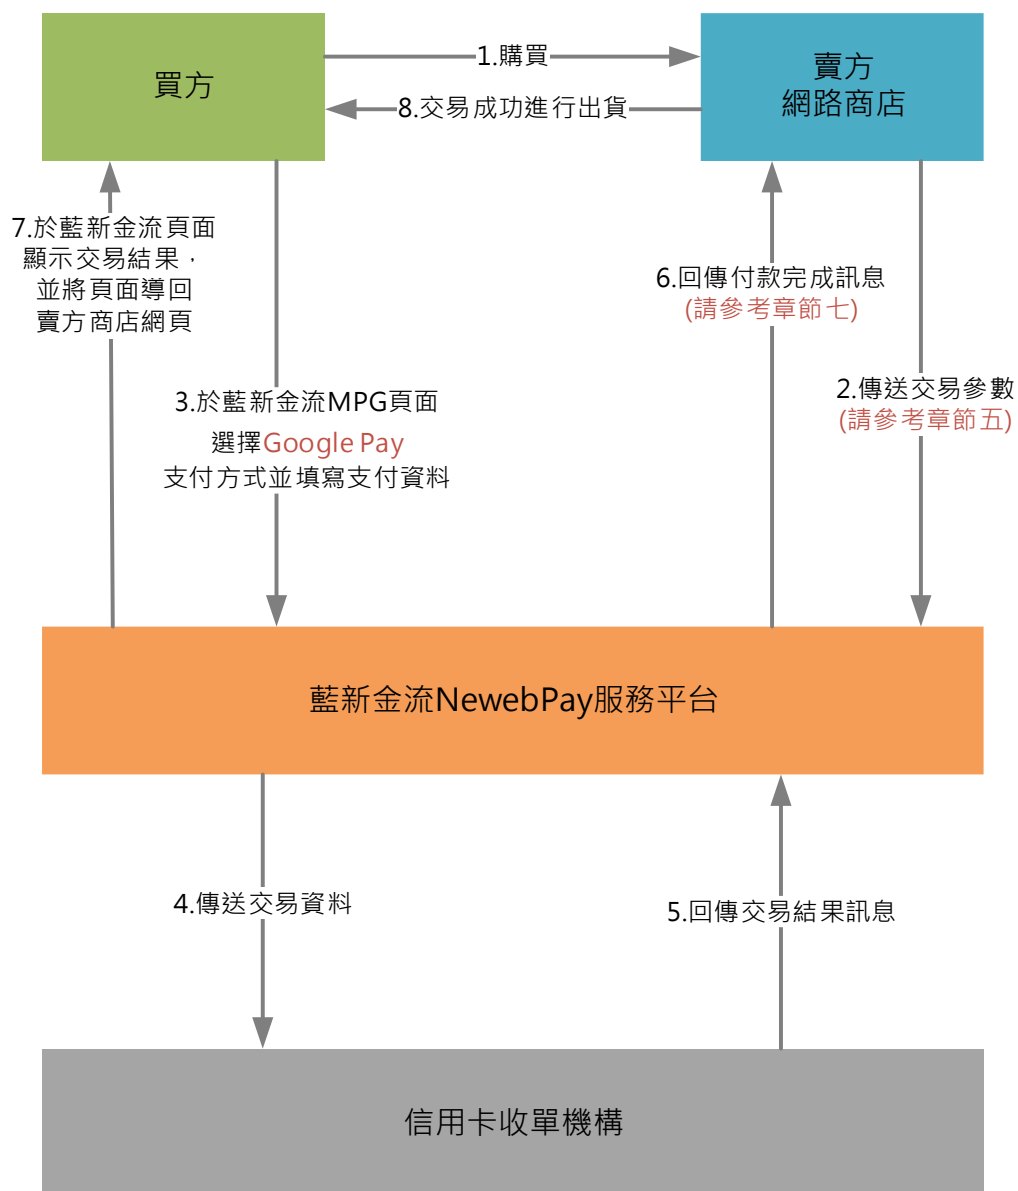 買方
1.購買
賣方
網路商店
8.交易成功進行出貨
7.於藍新金流頁面
顯示交易結果，
並將頁面導回
賣方商店網頁
6.回傳付款完成訊息
(請參考章節七)
3.於藍新金流MPG頁面
選擇Google Pay
支付方式並填寫支付資料
2.傳送交易參數
(請參考章節五)
藍新金流NewebPay服務平台
4.傳送交易資料
5.回傳交易結果訊息
信用卡收單機構